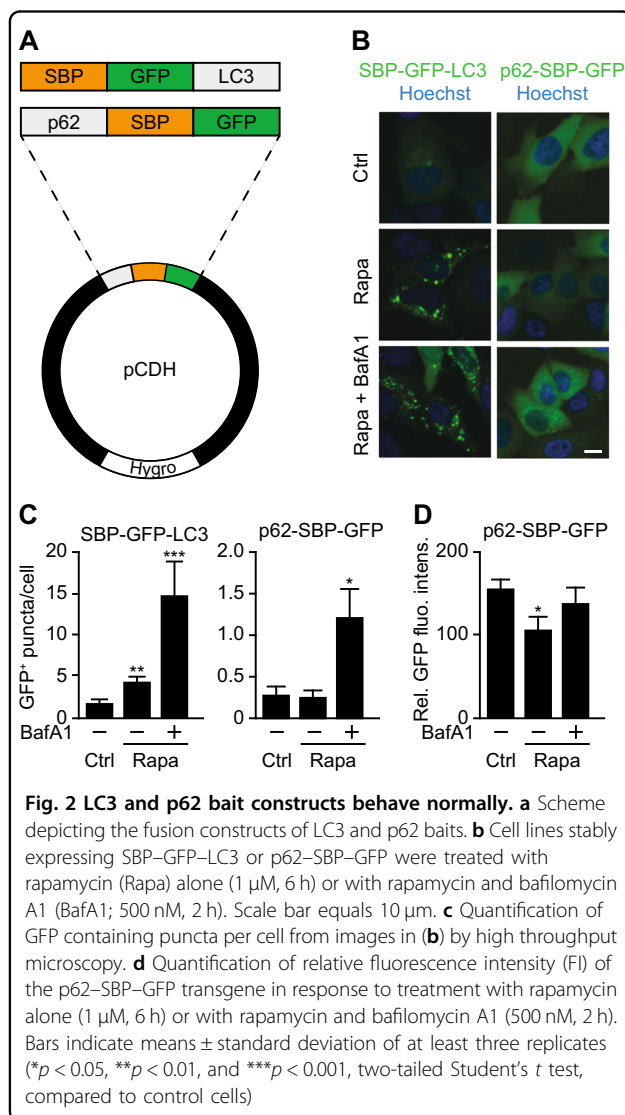 A
SBP GFP LC3
p62 SBP GFP
pCDH
Hygro
B
SBP-GFP-LC3 p62-SBP-GFP
Hoechst Hoechst
Ctrl
Rapa
Rapa + BafA1
C
SBP-GFP-LC3
GFP⁺ puncta/cell
20
15
10
5
0
**
***
BafA1 − − +
Ctrl Rapa
p62-SBP-GFP
2.0
1.5
1.0
0.5
0
*
− − +
Ctrl Rapa
D
p62-SBP-GFP
Rel. GFP fluo. intens.
200
100
0
*
BafA1 − − +
Ctrl Rapa
Fig. 2 LC3 and p62 bait constructs behave normally. a Scheme
depicting the fusion constructs of LC3 and p62 baits. b Cell lines stably
expressing SBP–GFP–LC3 or p62–SBP–GFP were treated with
rapamycin (Rapa) alone (1 µM, 6 h) or with rapamycin and bafilomycin
A1 (BafA1; 500 nM, 2 h). Scale bar equals 10 µm. c Quantification of
GFP containing puncta per cell from images in (b) by high throughput
microscopy. d Quantification of relative fluorescence intensity (FI) of
the p62–SBP–GFP transgene in response to treatment with rapamycin
alone (1 µM, 6 h) or with rapamycin and bafilomycin A1 (500 nM, 2 h).
Bars indicate means ± standard deviation of at least three replicates
(*p < 0.05, **p < 0.01, and ***p < 0.001, two-tailed Student's t test,
compared to control cells)